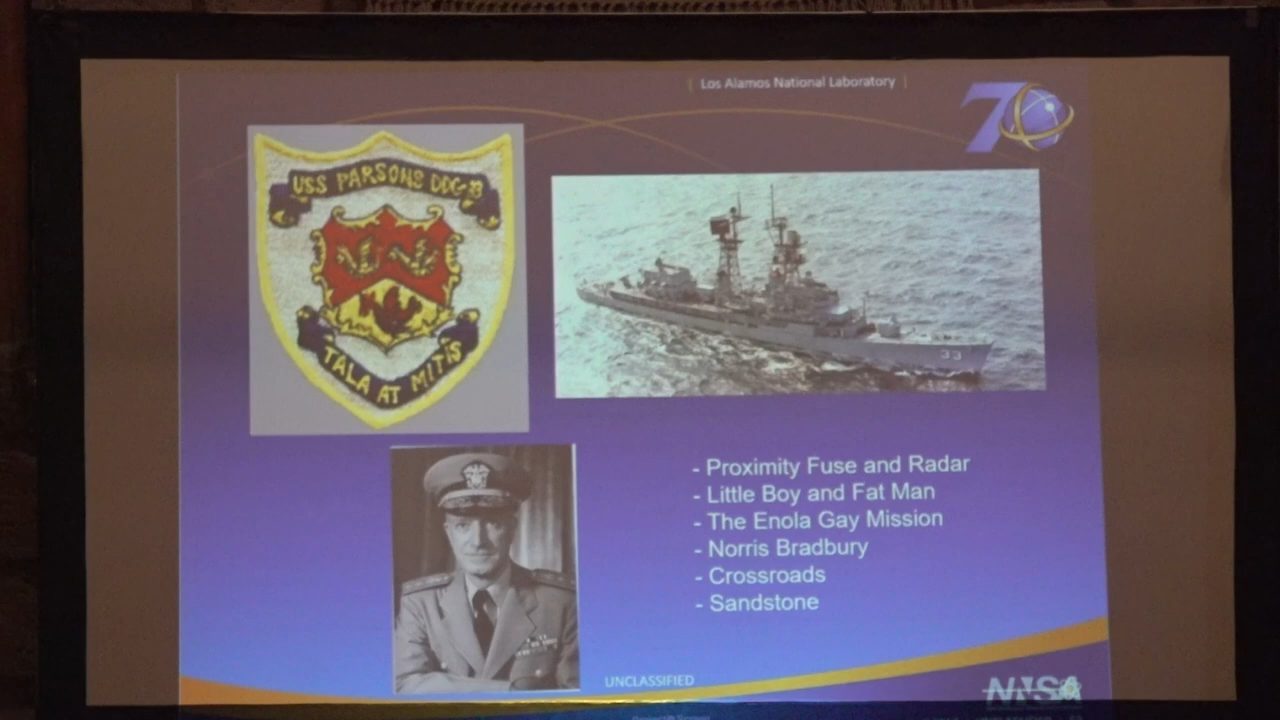 Los Alamos National Laboratory
70
USS PARSONS DDG-33
TALA AT MITIS
33
- Proximity Fuse and Radar
- Little Boy and Fat Man
- The Enola Gay Mission
- Norris Bradbury
- Crossroads
- Sandstone
UNCLASSIFIED
NNSA